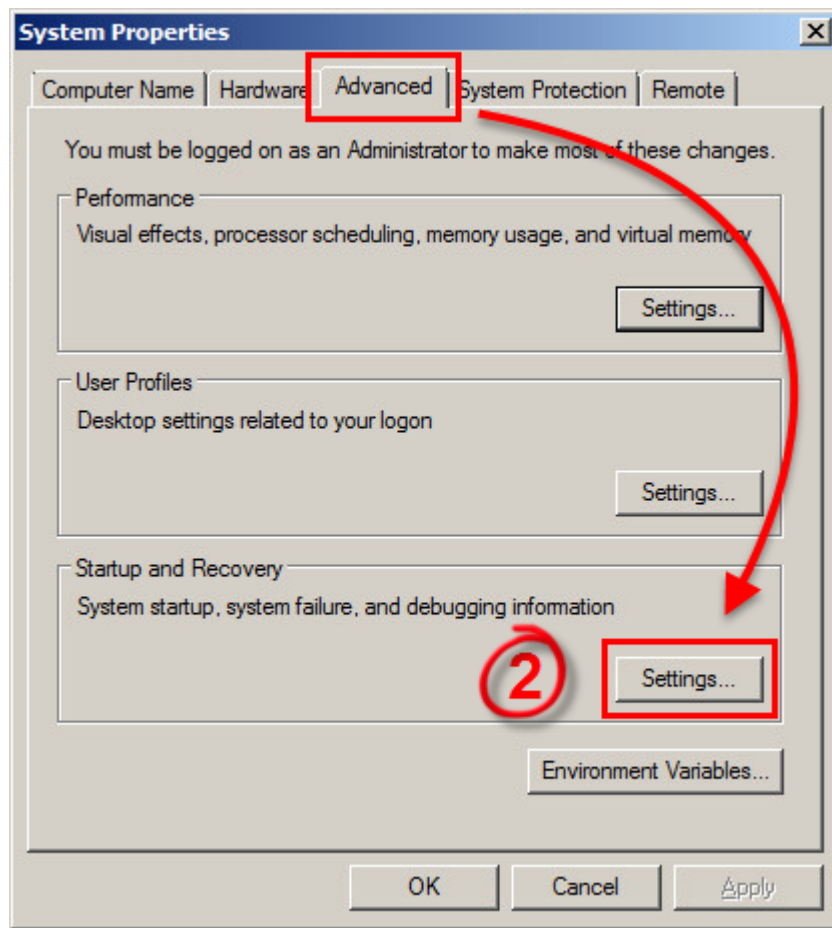 System Properties
Computer Name Hardware Advanced System Protection Remote
You must be logged on as an Administrator to make most of these changes.
Performance
Visual effects, processor scheduling, memory usage, and virtual memory
Settings...
User Profiles
Desktop settings related to your logon
Settings...
Startup and Recovery
System startup, system failure, and debugging information
2 Settings...
Environment Variables...
OK Cancel Apply